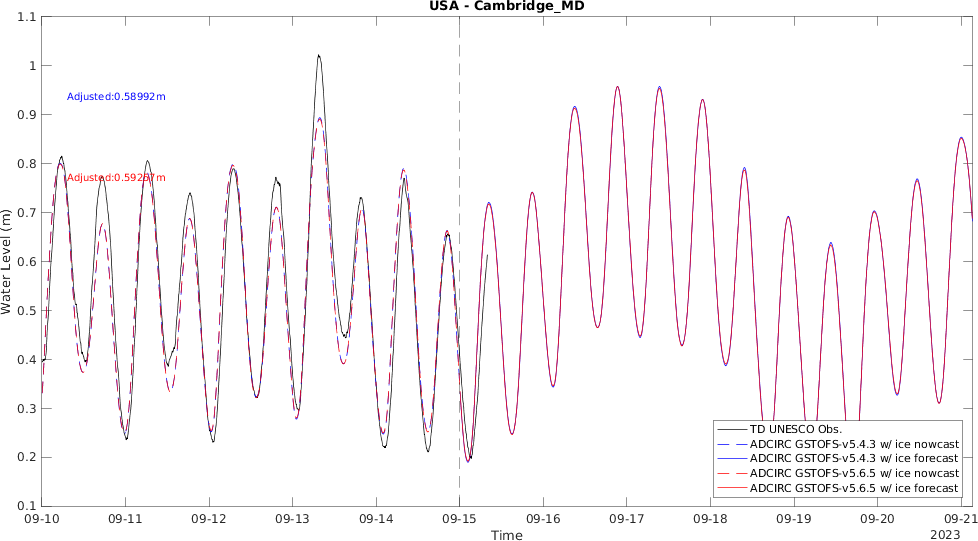 USA - Cambridge_MD
1.1
1
0.9
0.8
0.7
0.6
0.5
0.4
0.3
0.2
0.1
Water Level (m)
Adjusted:0.58992m
Adjusted:0.59297m
TD UNESCO Obs.
ADCIRC GSTOFS-v5.4.3 w/ ice nowcast
ADCIRC GSTOFS-v5.4.3 w/ ice forecast
ADCIRC GSTOFS-v5.6.5 w/ ice nowcast
ADCIRC GSTOFS-v5.6.5 w/ ice forecast
09-10 09-11 09-12 09-13 09-14 09-15 09-16 09-17 09-18 09-19 09-20 09-21
Time
2023